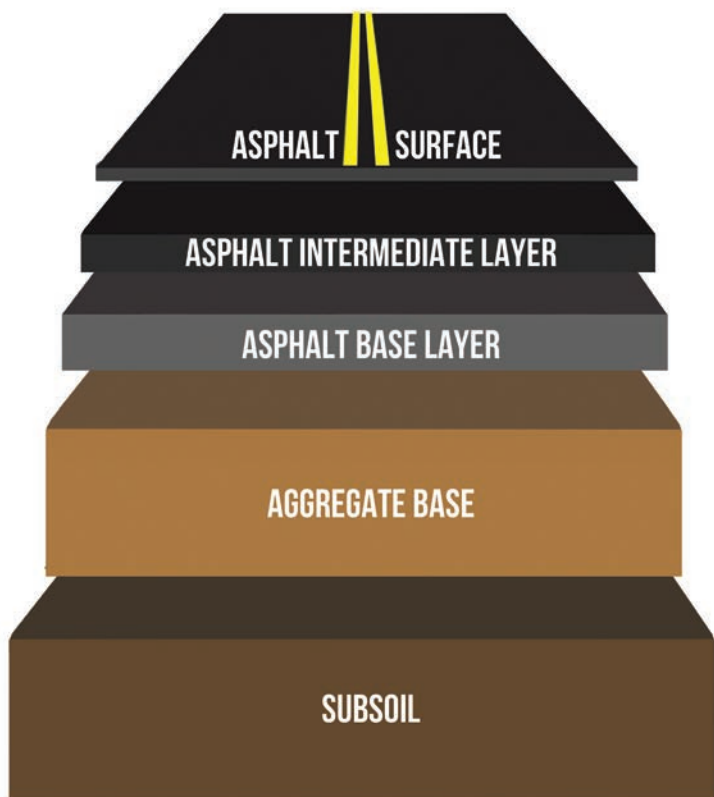 ASPHALT SURFACE
ASPHALT INTERMEDIATE LAYER
ASPHALT BASE LAYER
AGGREGATE BASE
SUBSOIL